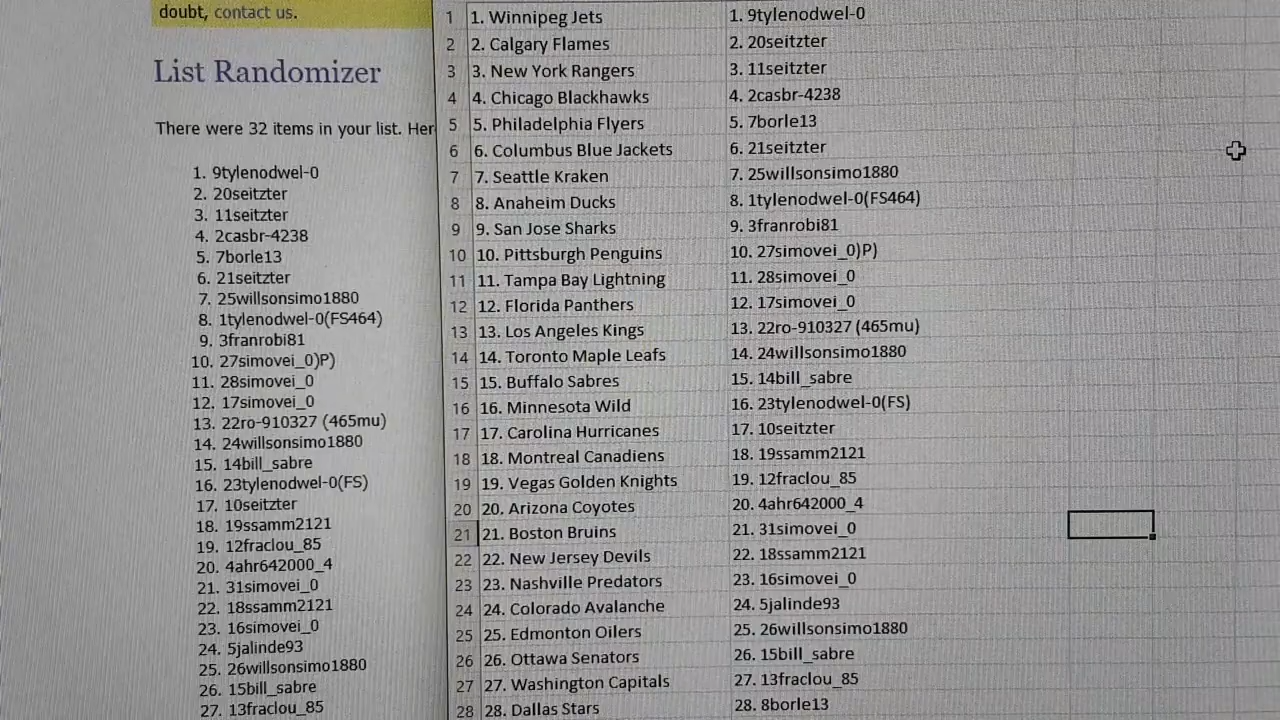 doubt, contact us.
List Randomizer
There were 32 items in your list. Her
1. 9tylenodwel-0
2. 20seitzter
3. 11seitzter
4. 2casbr-4238
5. 7borle13
6. 21seitzter
7. 25willsonsimo1880
8. 1tylenodwel-0(FS464)
9. 3franrobi81
10. 27simovei_0)P)
11. 28simovei_0
12. 17simovei_0
13. 22ro-910327 (465mu)
14. 24willsonsimo1880
15. 14bill_sabre
16. 23tylenodwel-0(FS)
17. 10seitzter
18. 19ssamm2121
19. 12fraclou_85
20. 4ahr642000_4
21. 31simovei_0
22. 18ssamm2121
23. 16simovei_0
24. 5jalinde93
25. 26willsonsimo1880
26. 15bill_sabre
27. 13fraclou_85
1 1. Winnipeg Jets 1. 9tylenodwel-0
2 2. Calgary Flames 2. 20seitzter
3 3. New York Rangers 3. 11seitzter
4 4. Chicago Blackhawks 4. 2casbr-4238
5 5. Philadelphia Flyers 5. 7borle13
6 6. Columbus Blue Jackets 6. 21seitzter
7 7. Seattle Kraken 7. 25willsonsimo1880
8 8. Anaheim Ducks 8. 1tylenodwel-0(FS464)
9 9. San Jose Sharks 9. 3franrobi81
10 10. Pittsburgh Penguins 10. 27simovei_0)P)
11 11. Tampa Bay Lightning 11. 28simovei_0
12 12. Florida Panthers 12. 17simovei_0
13 13. Los Angeles Kings 13. 22ro-910327 (465mu)
14 14. Toronto Maple Leafs 14. 24willsonsimo1880
15 15. Buffalo Sabres 15. 14bill_sabre
16 16. Minnesota Wild 16. 23tylenodwel-0(FS)
17 17. Carolina Hurricanes 17. 10seitzter
18 18. Montreal Canadiens 18. 19ssamm2121
19 19. Vegas Golden Knights 19. 12fraclou_85
20 20. Arizona Coyotes 20. 4ahr642000_4
21 21. Boston Bruins 21. 31simovei_0
22 22. New Jersey Devils 22. 18ssamm2121
23 23. Nashville Predators 23. 16simovei_0
24 24. Colorado Avalanche 24. 5jalinde93
25 25. Edmonton Oilers 25. 26willsonsimo1880
26 26. Ottawa Senators 26. 15bill_sabre
27 27. Washington Capitals 27. 13fraclou_85
28 28. Dallas Stars 28. 8borle13